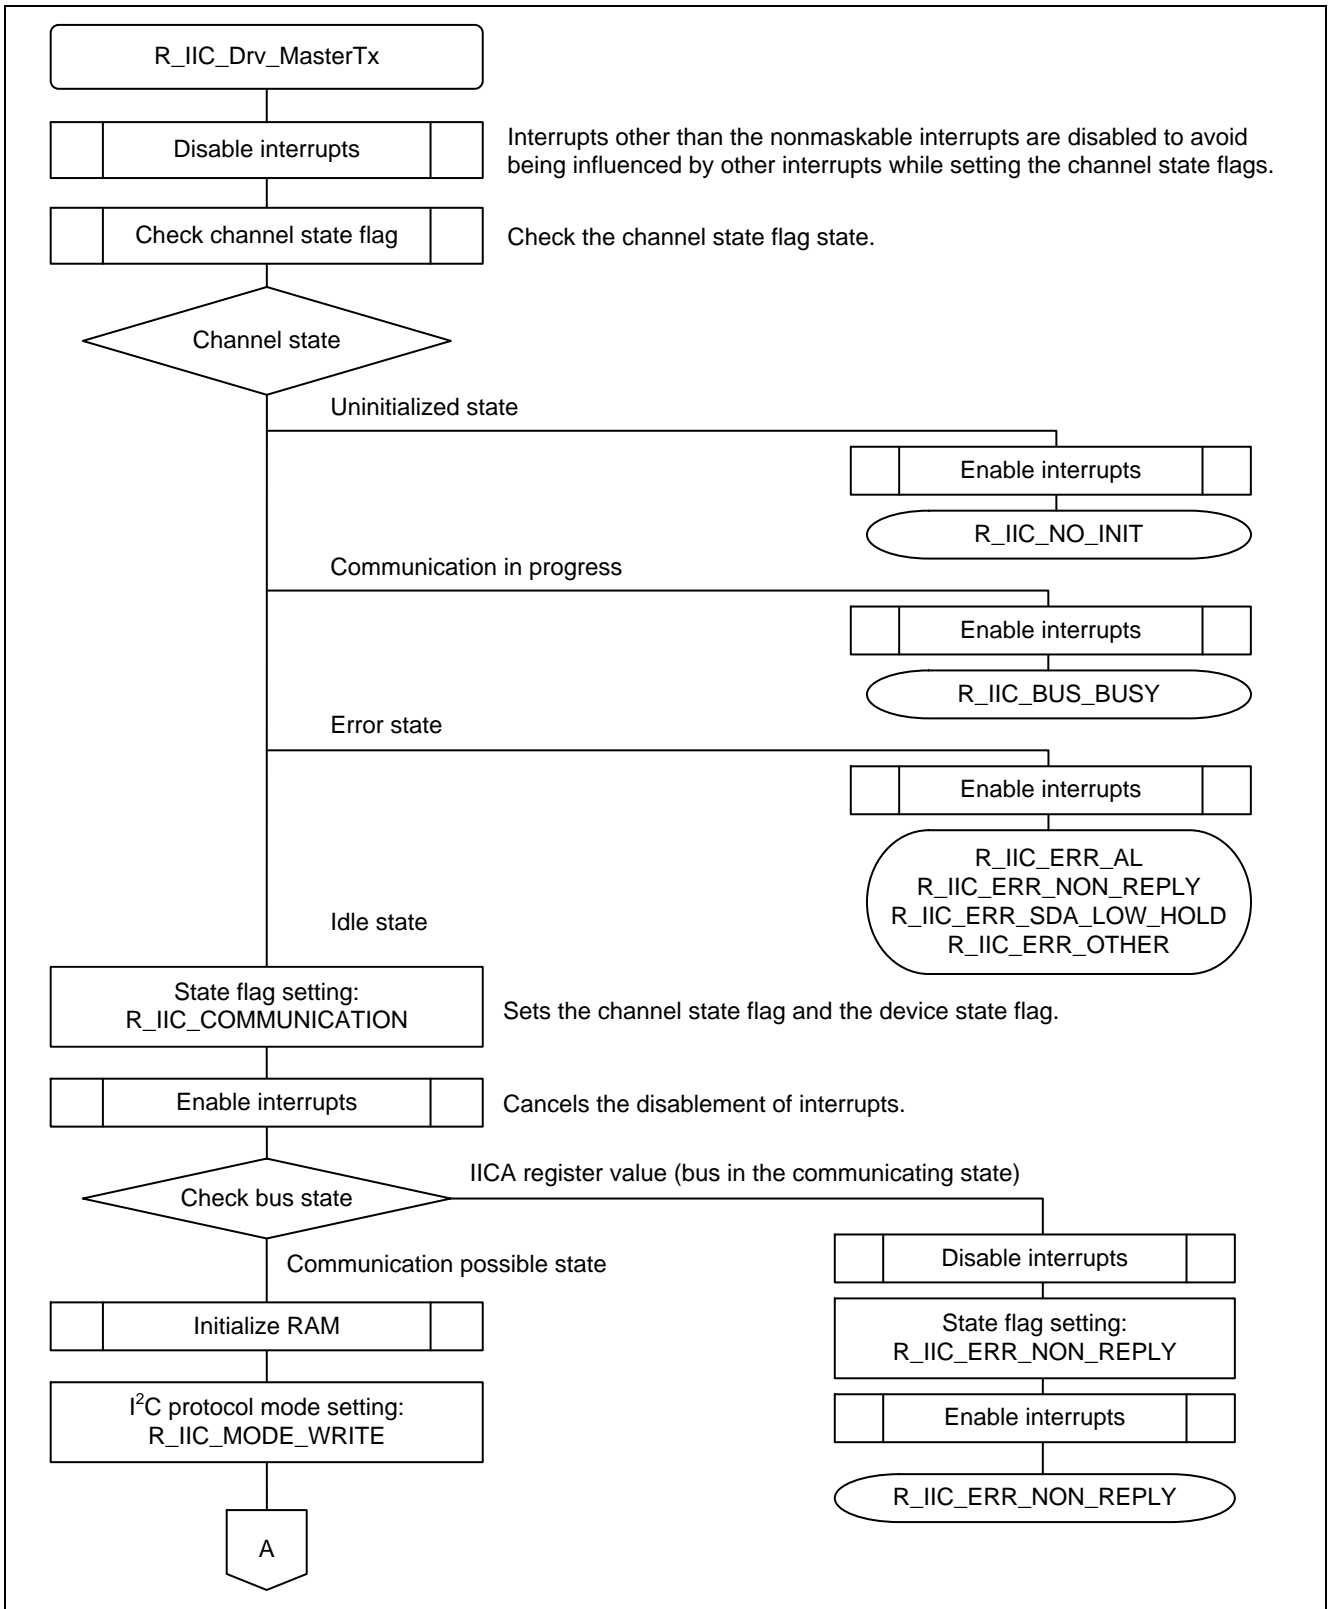 R_IIC_Drv_MasterTx
Disable interrupts
Interrupts other than the nonmaskable interrupts are disabled to avoid
being influenced by other interrupts while setting the channel state flags.
Check channel state flag
Check the channel state flag state.
Channel state
Uninitialized state
Enable interrupts
R_IIC_NO_INIT
Communication in progress
Enable interrupts
R_IIC_BUS_BUSY
Error state
Enable interrupts
R_IIC_ERR_AL
R_IIC_ERR_NON_REPLY
R_IIC_ERR_SDA_LOW_HOLD
R_IIC_ERR_OTHER
Idle state
State flag setting:
R_IIC_COMMUNICATION
Sets the channel state flag and the device state flag.
Enable interrupts
Cancels the disablement of interrupts.
Check bus state
IICA register value (bus in the communicating state)
Disable interrupts
State flag setting:
R_IIC_ERR_NON_REPLY
Enable interrupts
R_IIC_ERR_NON_REPLY
Communication possible state
Initialize RAM
I²C protocol mode setting:
R_IIC_MODE_WRITE
A